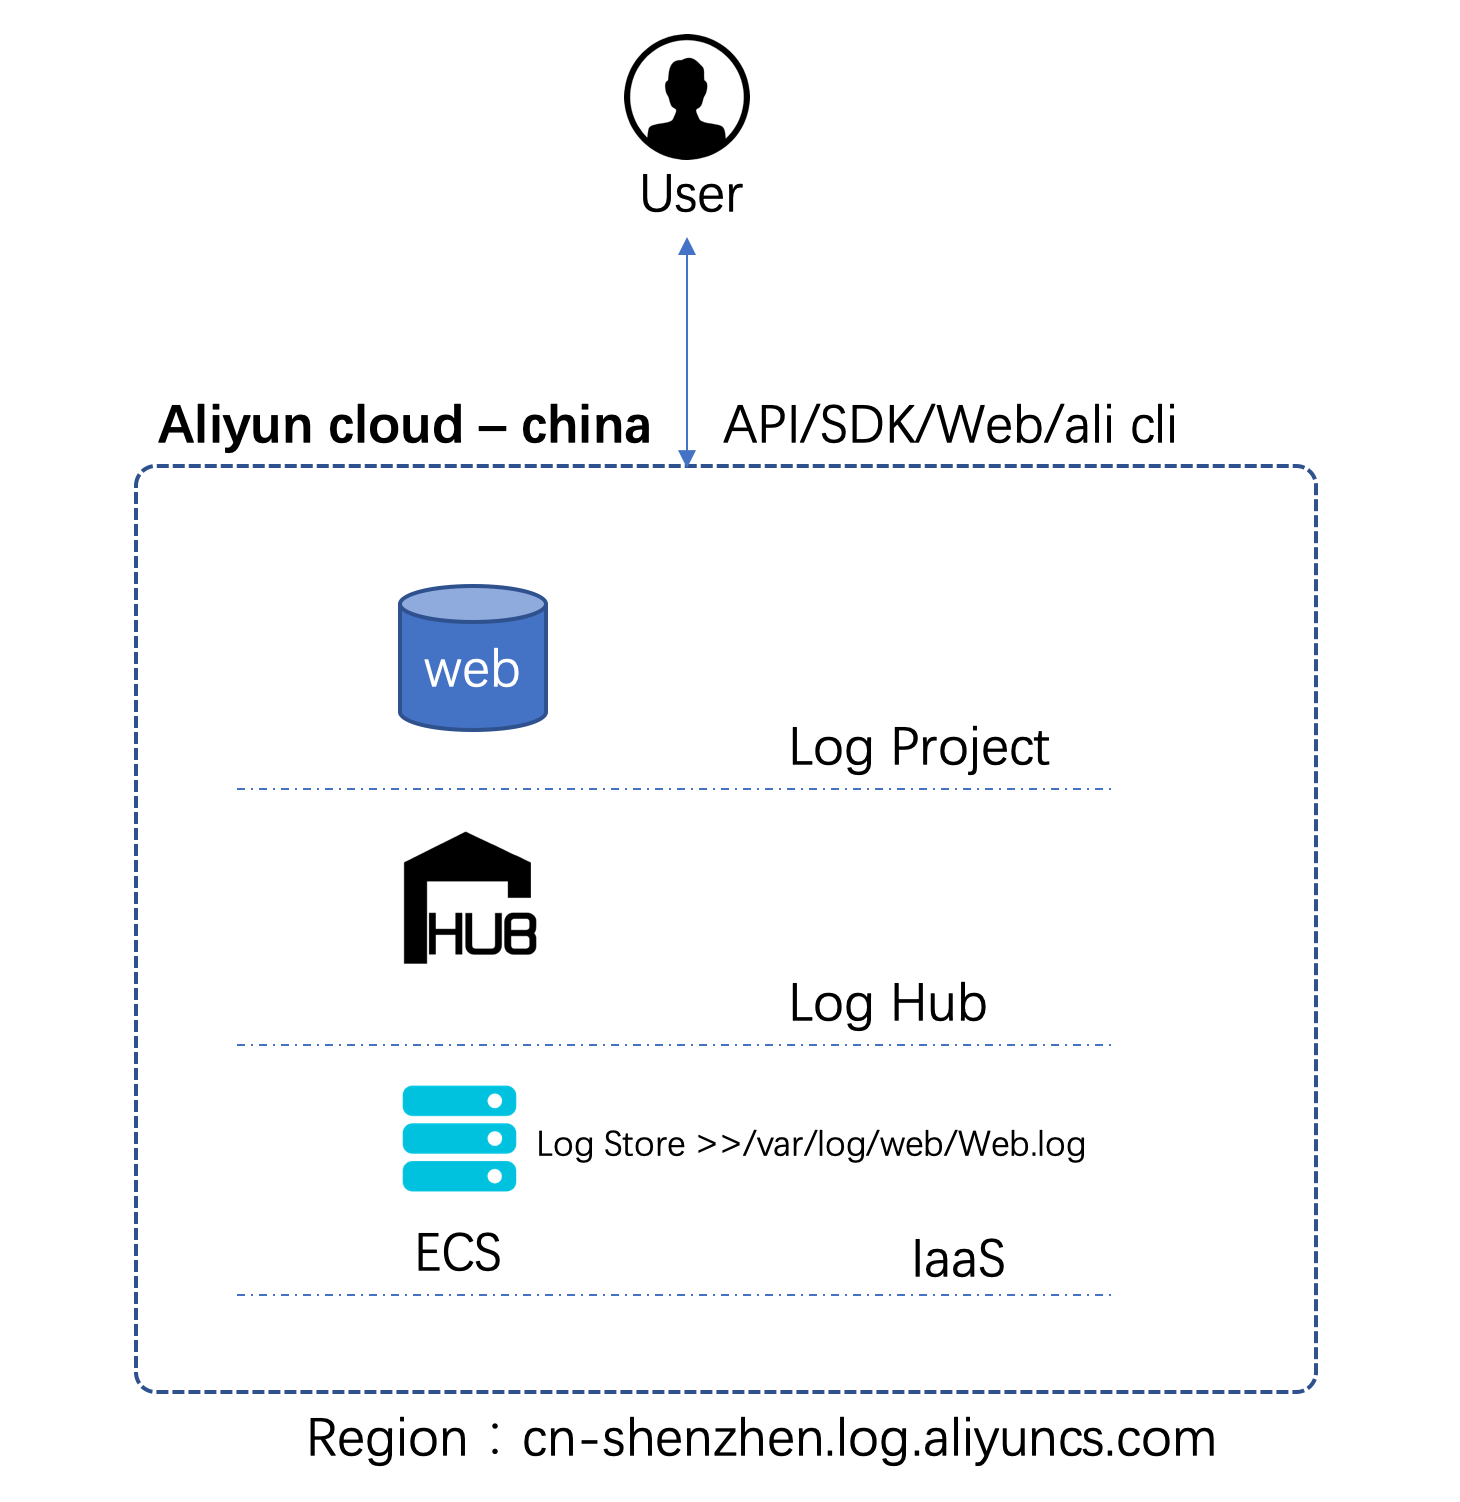 User
Aliyun cloud – china
API/SDK/Web/ali cli
web
Log Project
HUB
Log Hub
Log Store >>/var/log/web/Web.log
ECS
IaaS
Region：cn-shenzhen.log.aliyuncs.com